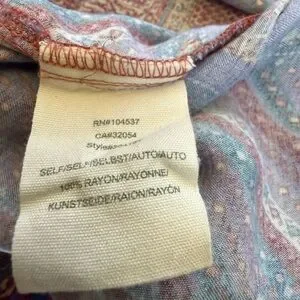 RN#104537
CA#32054
SELF/SELF/SELBST/AUTO/AUTO
100% RAYON/RAYONNE/
KUNSTSEIDE/RAION/RAYÓN